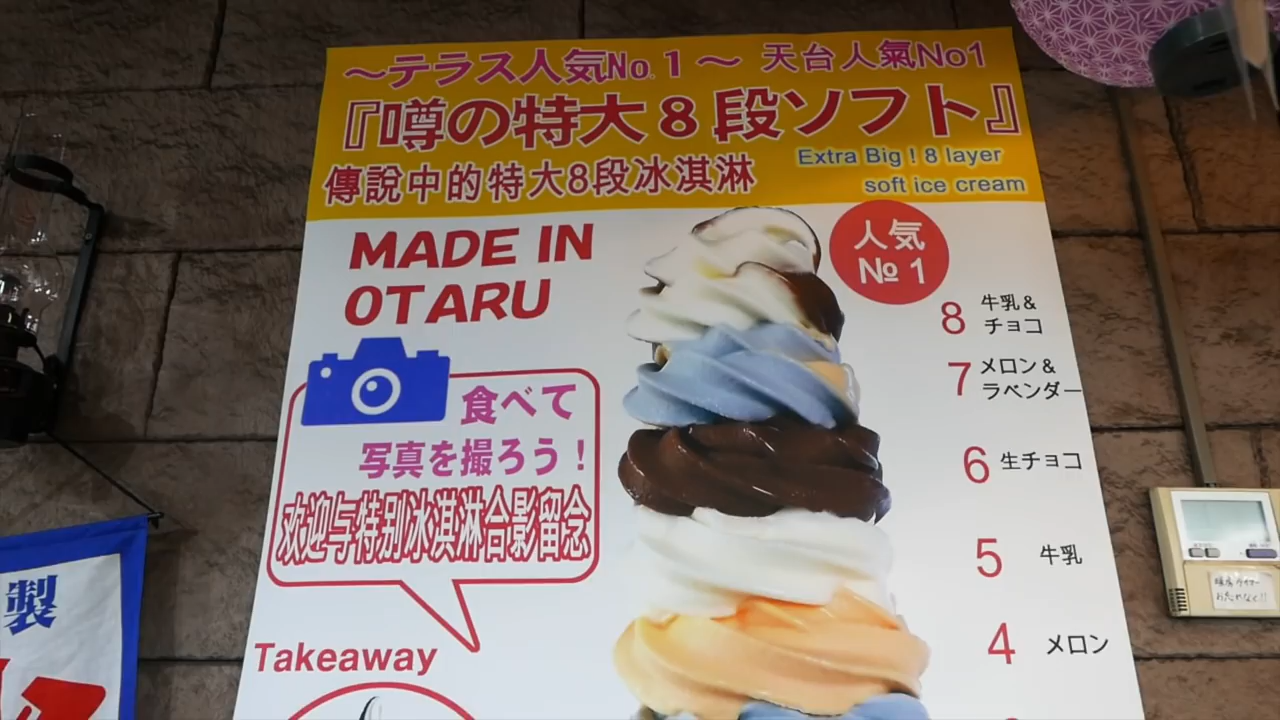 ～テラス人気No.1～ 天台人氣No1
『噂の特大8段ソフト』
傳說中的特大8段冰淇淋
Extra Big ! 8 layer
soft ice cream
MADE IN
OTARU
人気
№ 1
8 牛乳&
チョコ
7 メロン&
ラベンダー
6 生チョコ
5 牛乳
4 メロン
食べて
写真を撮ろう！
欢迎与特别冰淇淋合影留念
Takeaway
製